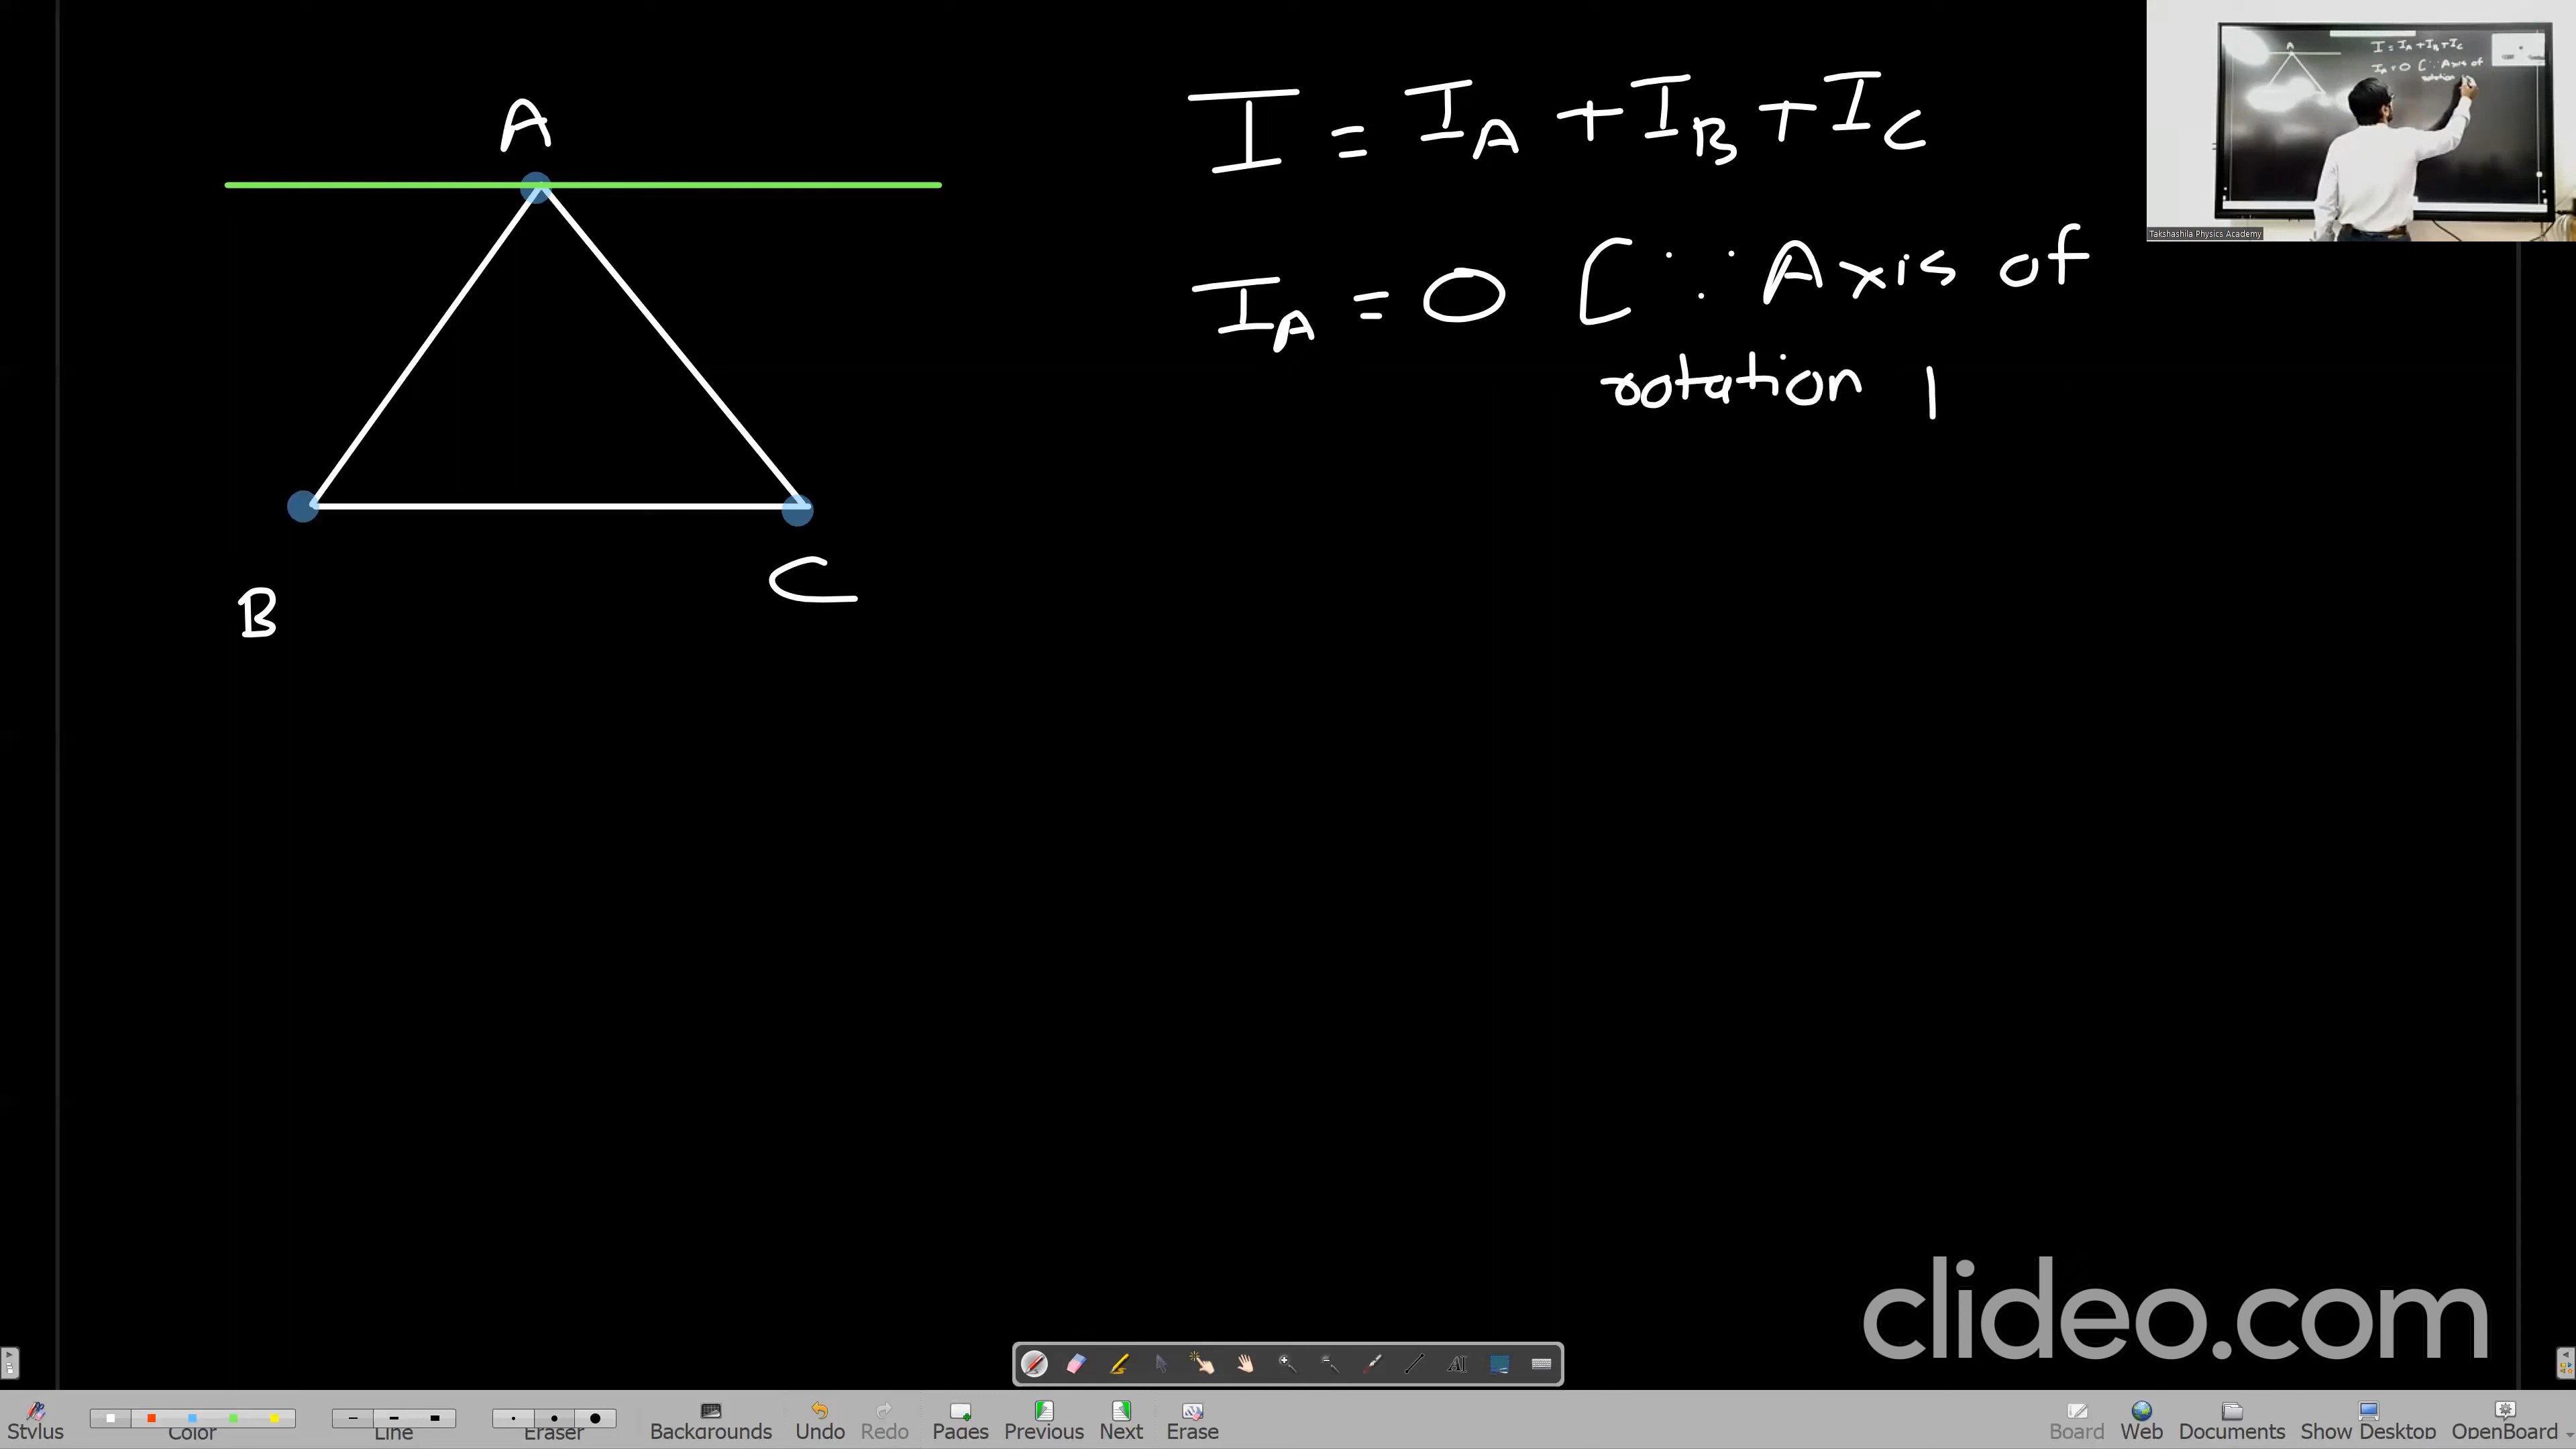 A
I = I_A + I_B + I_C
I_A = 0 [ ∵ Axis of
rotation
B
C
Takshashila Physics Academy
clideo.com
Stylus
Color
Line
Eraser
Backgrounds
Undo
Redo
Pages
Previous
Next
Erase
Board
Web
Documents
Show Desktop
OpenBoard